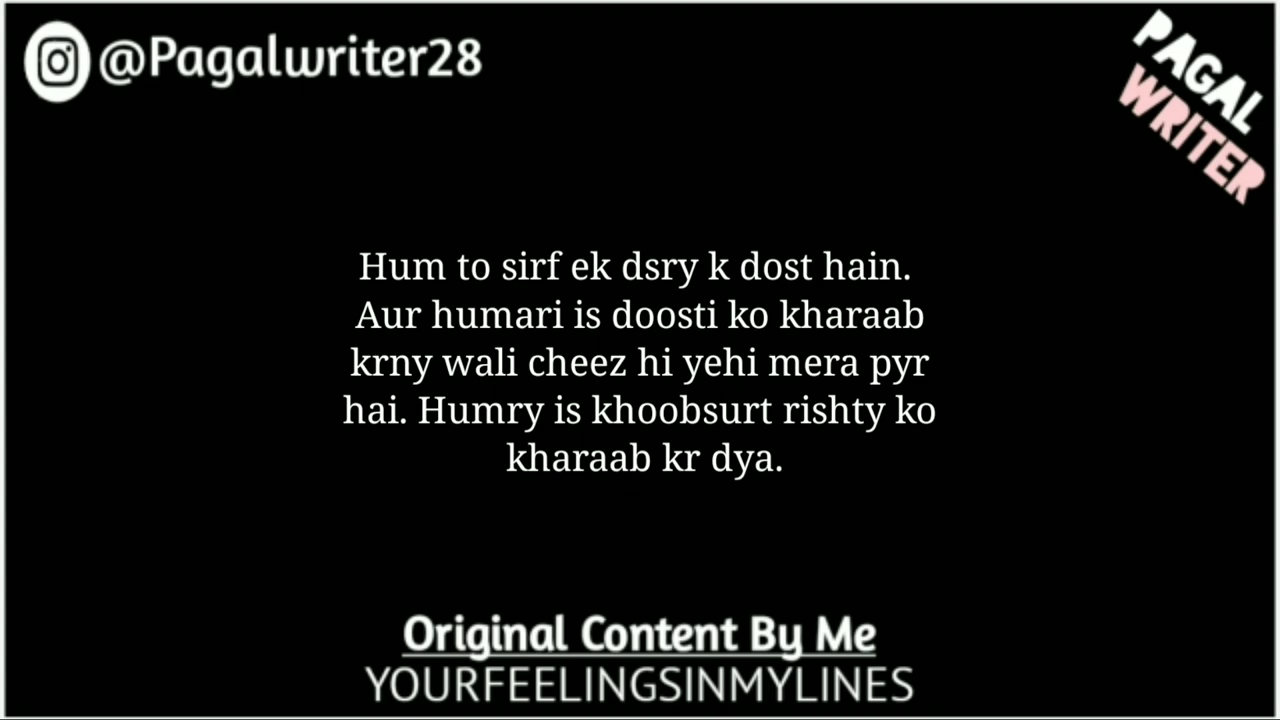 @Pagalwriter28
PAGAL
WRITER
Hum to sirf ek dsry k dost hain.
Aur humari is doosti ko kharaab
krny wali cheez hi yehi mera pyr
hai. Humry is khoobsurt rishty ko
kharaab kr dya.
Original Content By Me
YOURFEELINGSINMYLINES